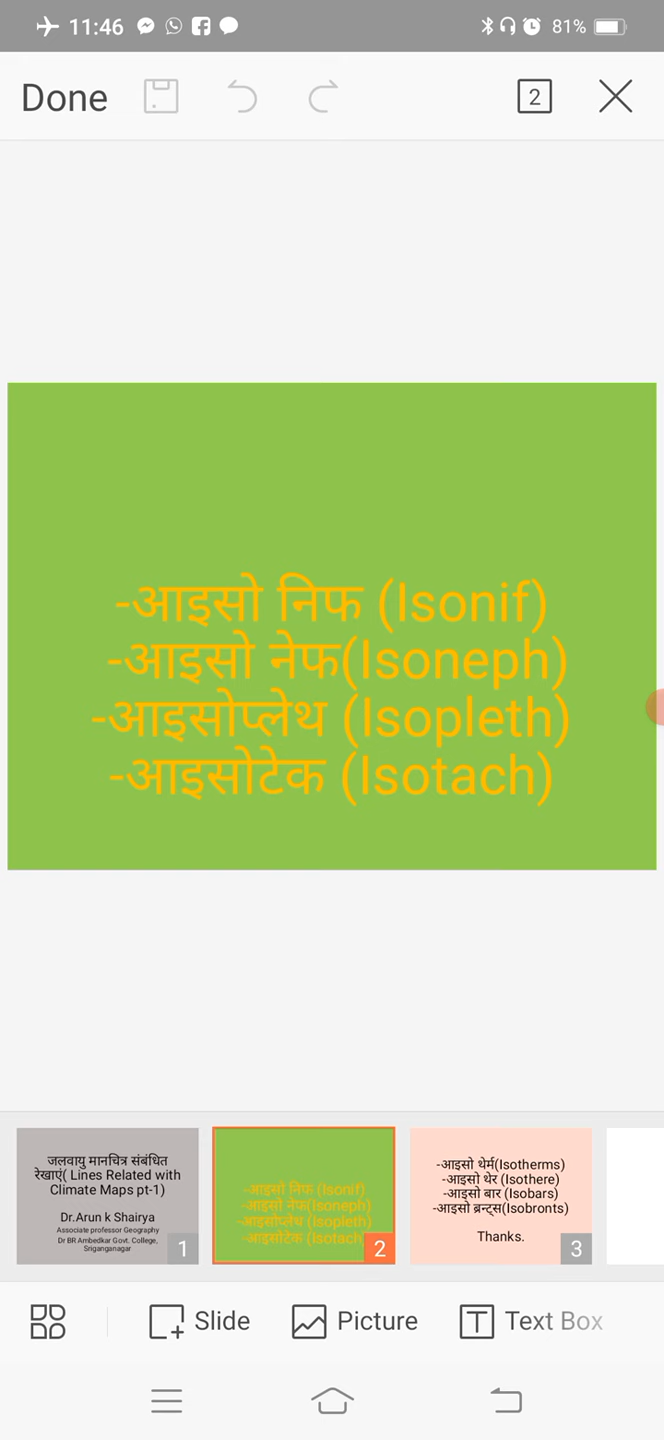 11:46
81%
Done
2
-आइसो निफ (Isonif)
-आइसो नेफ(Isoneph)
-आइसोप्लेथ (Isopleth)
-आइसोटेक (Isotach)
जलवायु मानचित्र संबंधित
रेखाएं( Lines Related with
Climate Maps pt-1)
Dr.Arun k Shairya
Associate professor Geography
Dr BR Ambedkar Govt. College,
Sriganganagar
1
-आइसो निफ (Isonif)
-आइसो नेफ(Isoneph)
-आइसोप्लेथ (Isopleth)
-आइसोटेक (Isotach
2
-आइसो थेर्म(Isotherms)
-आइसो थेर (Isothere)
-आइसो बार (Isobars)
-आइसो ब्रन्ट्स(Isobronts)
Thanks.
3
Slide
Picture
Text Box